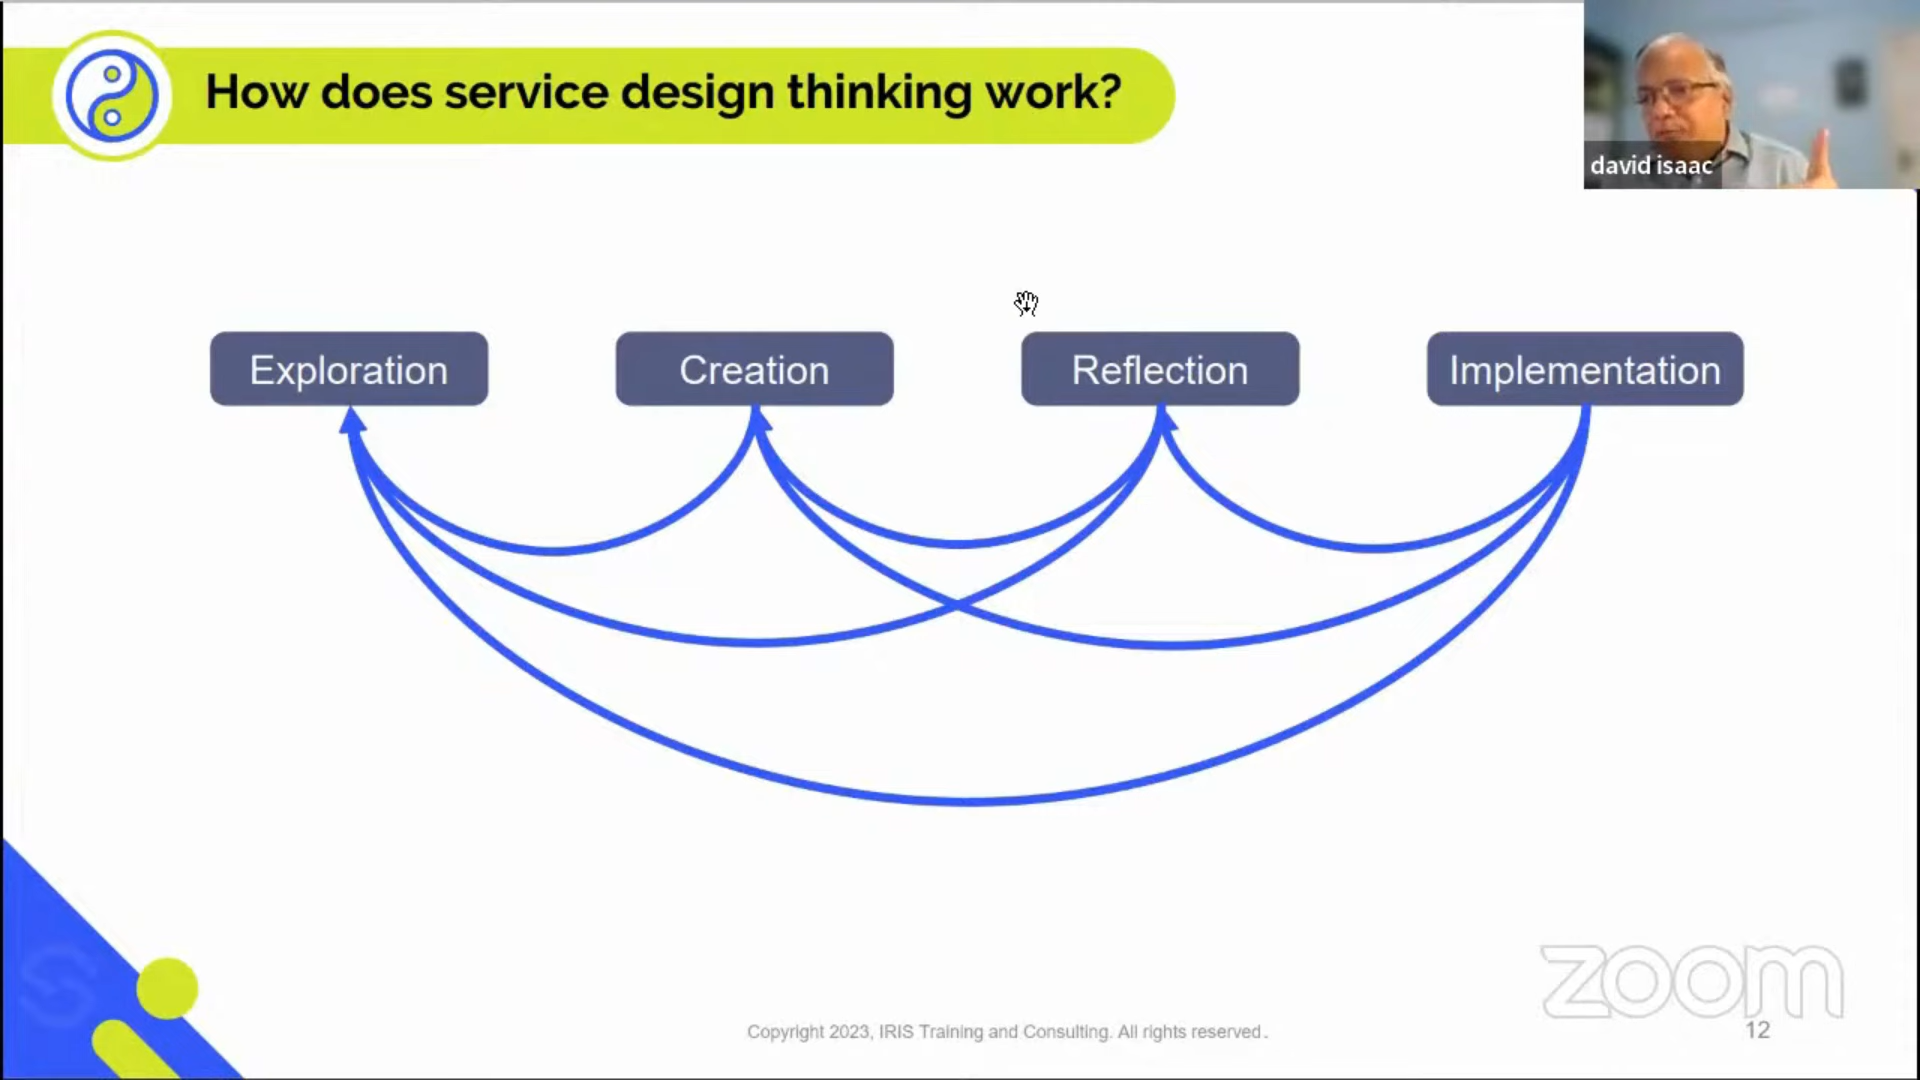 How does service design thinking work?
david isaac
Exploration
Creation
Reflection
Implementation
zoom
Copyright 2023, IRIS Training and Consulting. All rights reserved.
12